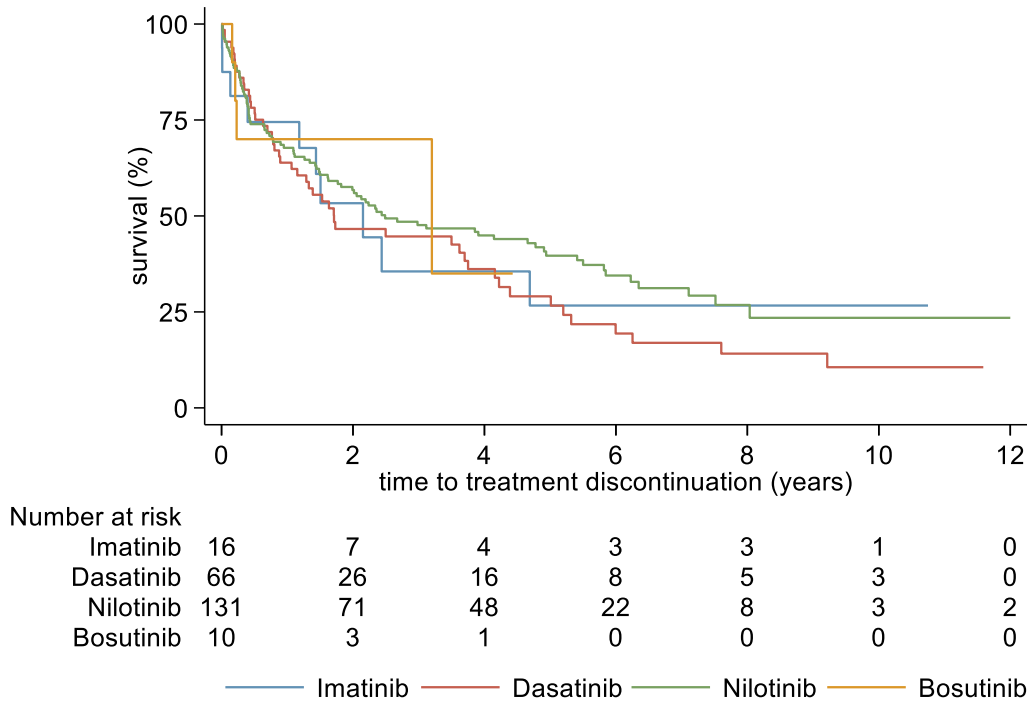 100
75
50
25
0
survival (%)
0 2 4 6 8 10 12
time to treatment discontinuation (years)
Number at risk
Imatinib 16 7 4 3 3 1 0
Dasatinib 66 26 16 8 5 3 0
Nilotinib 131 71 48 22 8 3 2
Bosutinib 10 3 1 0 0 0 0
Imatinib Dasatinib Nilotinib Bosutinib